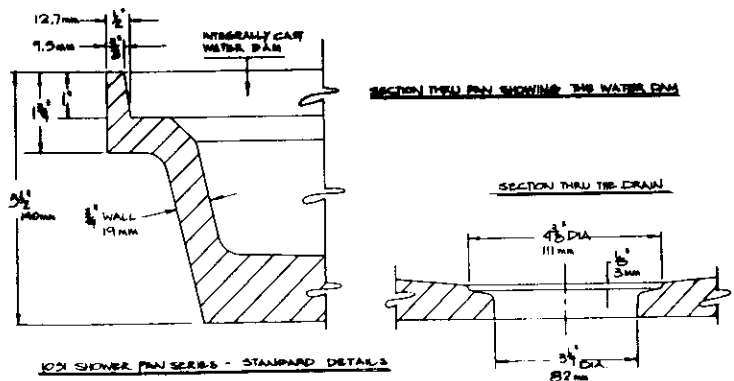 12.7mm
1/2"
9.5mm
3/8"
INTEGRALLY CAST
WATER DAM
1"
1 3/4"
5 1/2"
140mm
3/4" WALL
19mm
SECTION THRU PAN SHOWING THE WATER DAM
SECTION THRU THE DRAIN
4 3/8" DIA
111mm
1/8"
3mm
3 1/4" DIA.
82mm
1031 SHOWER PAN SERIES - STANDARD DETAILS